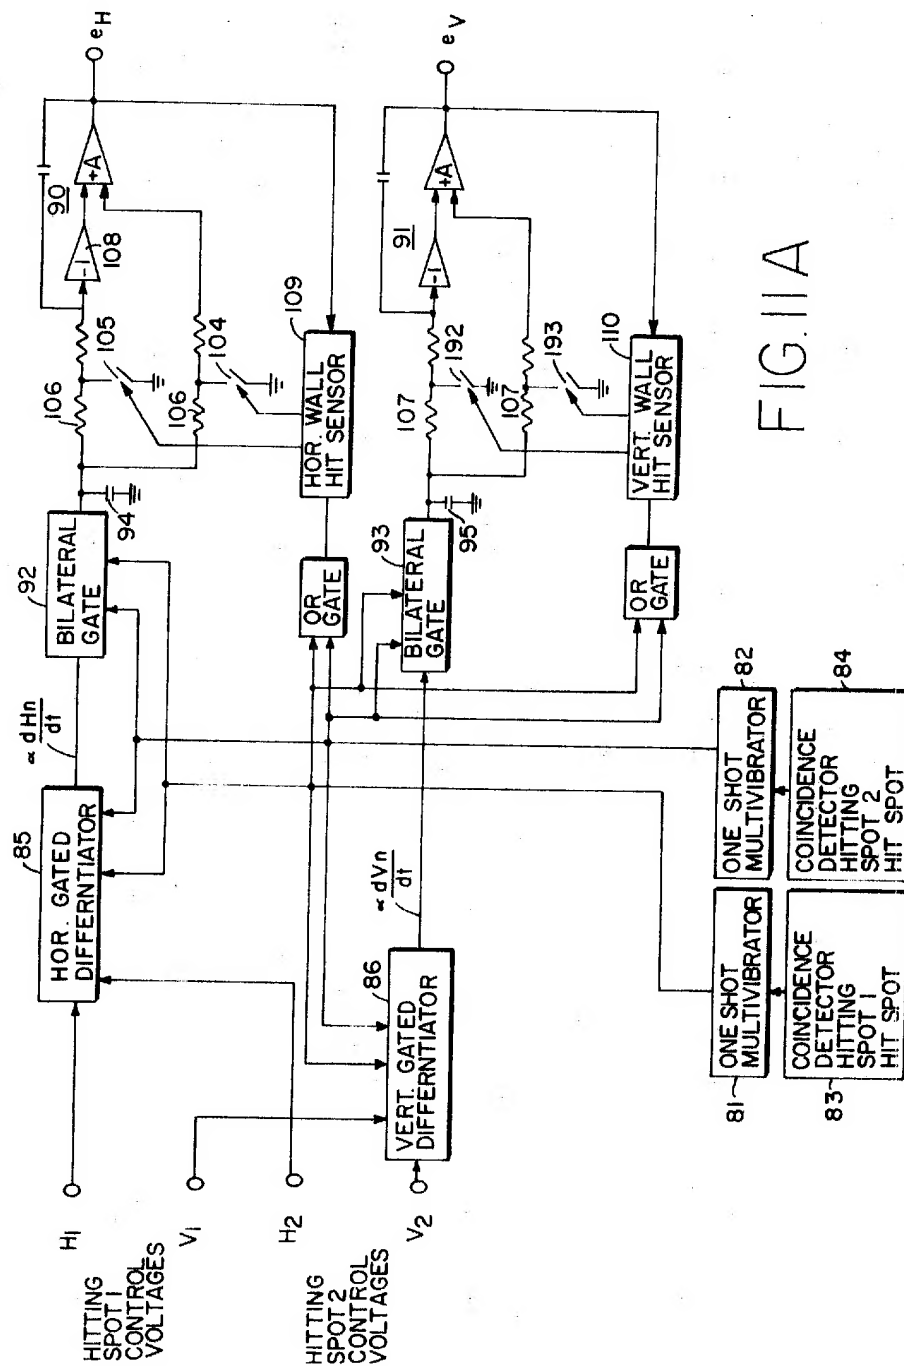 HITTING
SPOT 1
CONTROL
VOLTAGES
H1
V1
HITTING
SPOT 2
CONTROL
VOLTAGES
H2
V2
85
HOR. GATED
DIFFERNTIATOR
∝ dHn
dt
92
BILATERAL
GATE
94
106
105
106
104
-1
108
90
+A
eH
109
HOR. WALL
HIT SENSOR
OR
GATE
86
VERT. GATED
DIFFERNTIATOR
∝ dVn
dt
93
BILATERAL
GATE
95
107
192
107
193
-1
91
+A
eV
110
VERT. WALL
HIT SENSOR
OR
GATE
81
ONE SHOT
MULTIVIBRATOR
82
ONE SHOT
MULTIVIBRATOR
83
COINCIDENCE
DETECTOR
HITTING
SPOT 1
HIT SPOT
84
COINCIDENCE
DETECTOR
HITTING
SPOT 2
HIT SPOT
FIG.11A